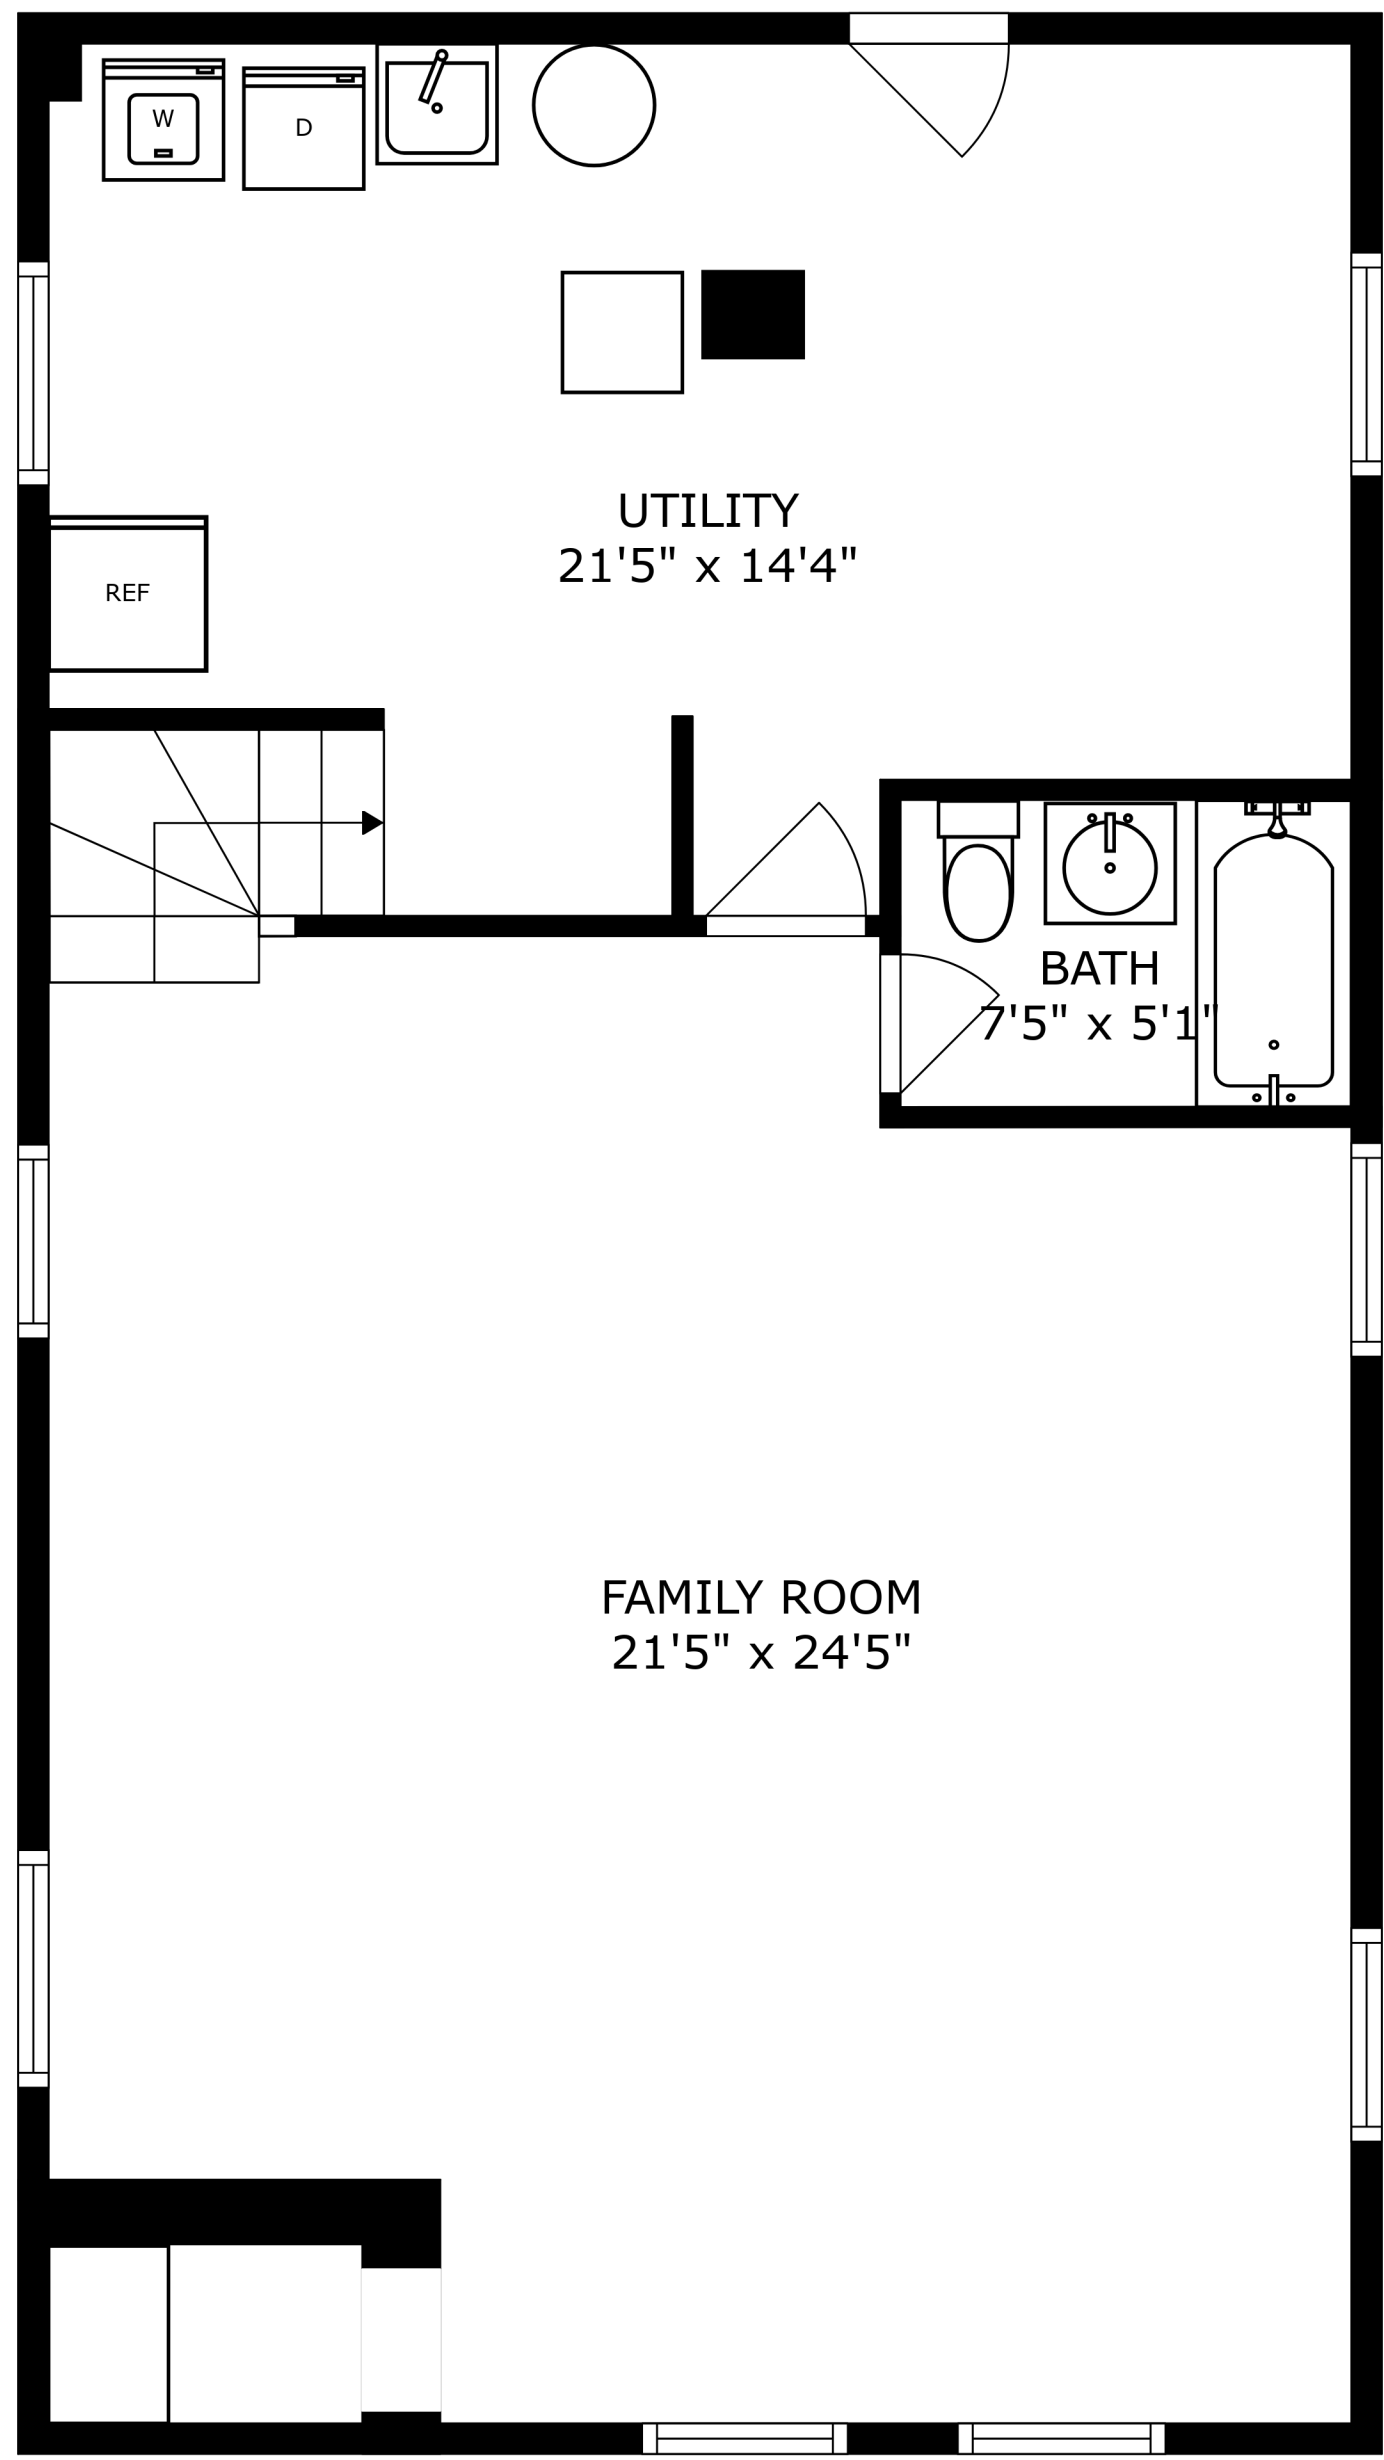 W
D
UTILITY
21'5" x 14'4"
REF
BATH
7'5" x 5'1"
FAMILY ROOM
21'5" x 24'5"